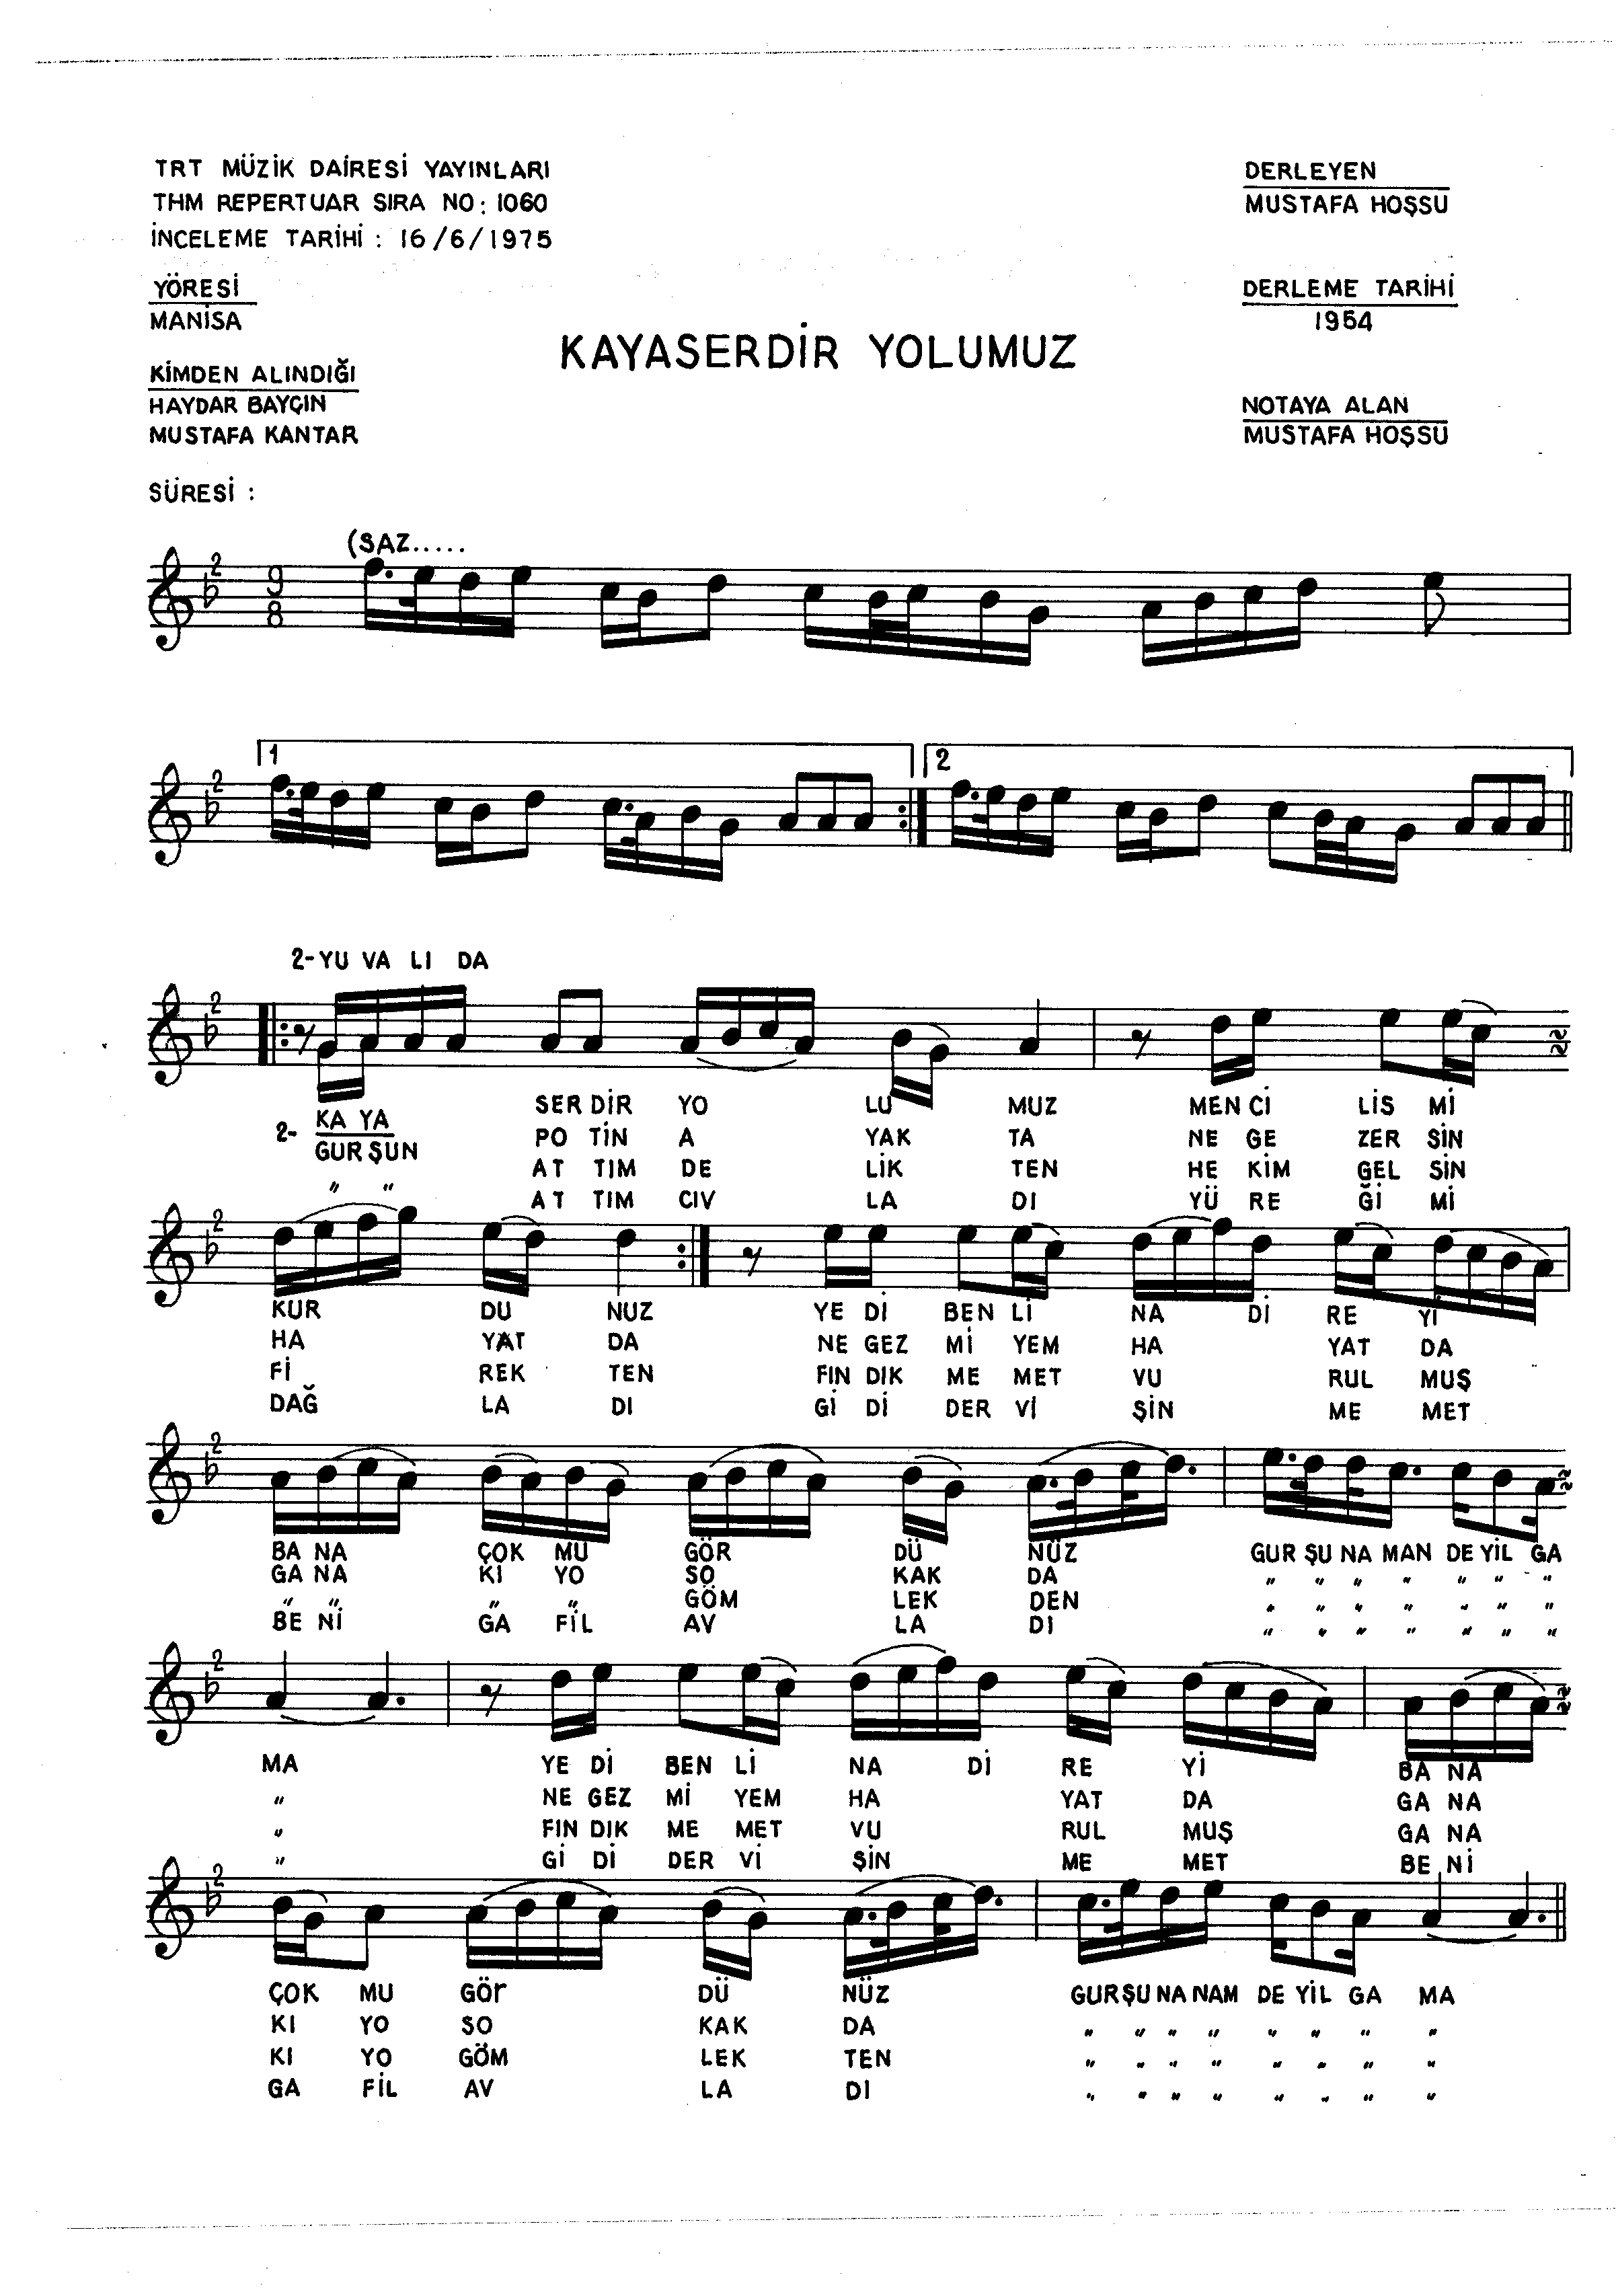 TRT MÜZİK DAİRESİ YAYINLARI
THM REPERTUAR SIRA NO: 1060
İNCELEME TARİHİ : 16/6/1975
DERLEYEN
MUSTAFA HOŞSU
YÖRESİ
MANİSA
DERLEME TARİHİ
1954
KAYASERDİR YOLUMUZ
KİMDEN ALINDIĞI
HAYDAR BAYÇIN
MUSTAFA KANTAR
NOTAYA ALAN
MUSTAFA HOŞSU
SÜRESİ :
(SAZ.....
2
9
8
1
2
2
2-YU VA LI DA
2
SER DİR YO LU MUZ MEN Cİ LİS Mİ
2- KA YA PO TİN A YAK TA NE GE ZER SİN
GUR ŞUN AT TIM DE LİK TEN HE KİM GEL SİN
" " AT TIM CIV LA DI YÜ RE Ğİ Mİ
2
KUR DU NUZ YE Dİ BEN Lİ NA Dİ RE Yİ
HA YAT DA NE GEZ Mİ YEM HA YAT DA
Fİ REK TEN FIN DIK ME MET VU RUL MUŞ
DAĞ LA DI Gİ Dİ DER Vİ ŞİN ME MET
2
BA NA ÇOK MU GÖR DÜ NÜZ GUR ŞU NA MAN DE YİL GA
GA NA KI YO SO KAK DA " " " " " " "
" " " " GÖM LEK DEN " " " " " " "
BE Nİ GA FİL AV LA DI " " " " " " "
2
MA YE Dİ BEN Lİ NA Dİ RE Yİ BA NA
" NE GEZ Mİ YEM HA YAT DA GA NA
" FIN DIK ME MET VU RUL MUŞ GA NA
" Gİ Dİ DER Vİ ŞİN ME MET BE Nİ
2
ÇOK MU GÖr DÜ NÜZ GUR ŞU NA NAM DE YİL GA MA
KI YO SO KAK DA " " " " " " " "
KI YO GÖM LEK TEN " " " " " " " "
GA FİL AV LA DI " " " " " " " "